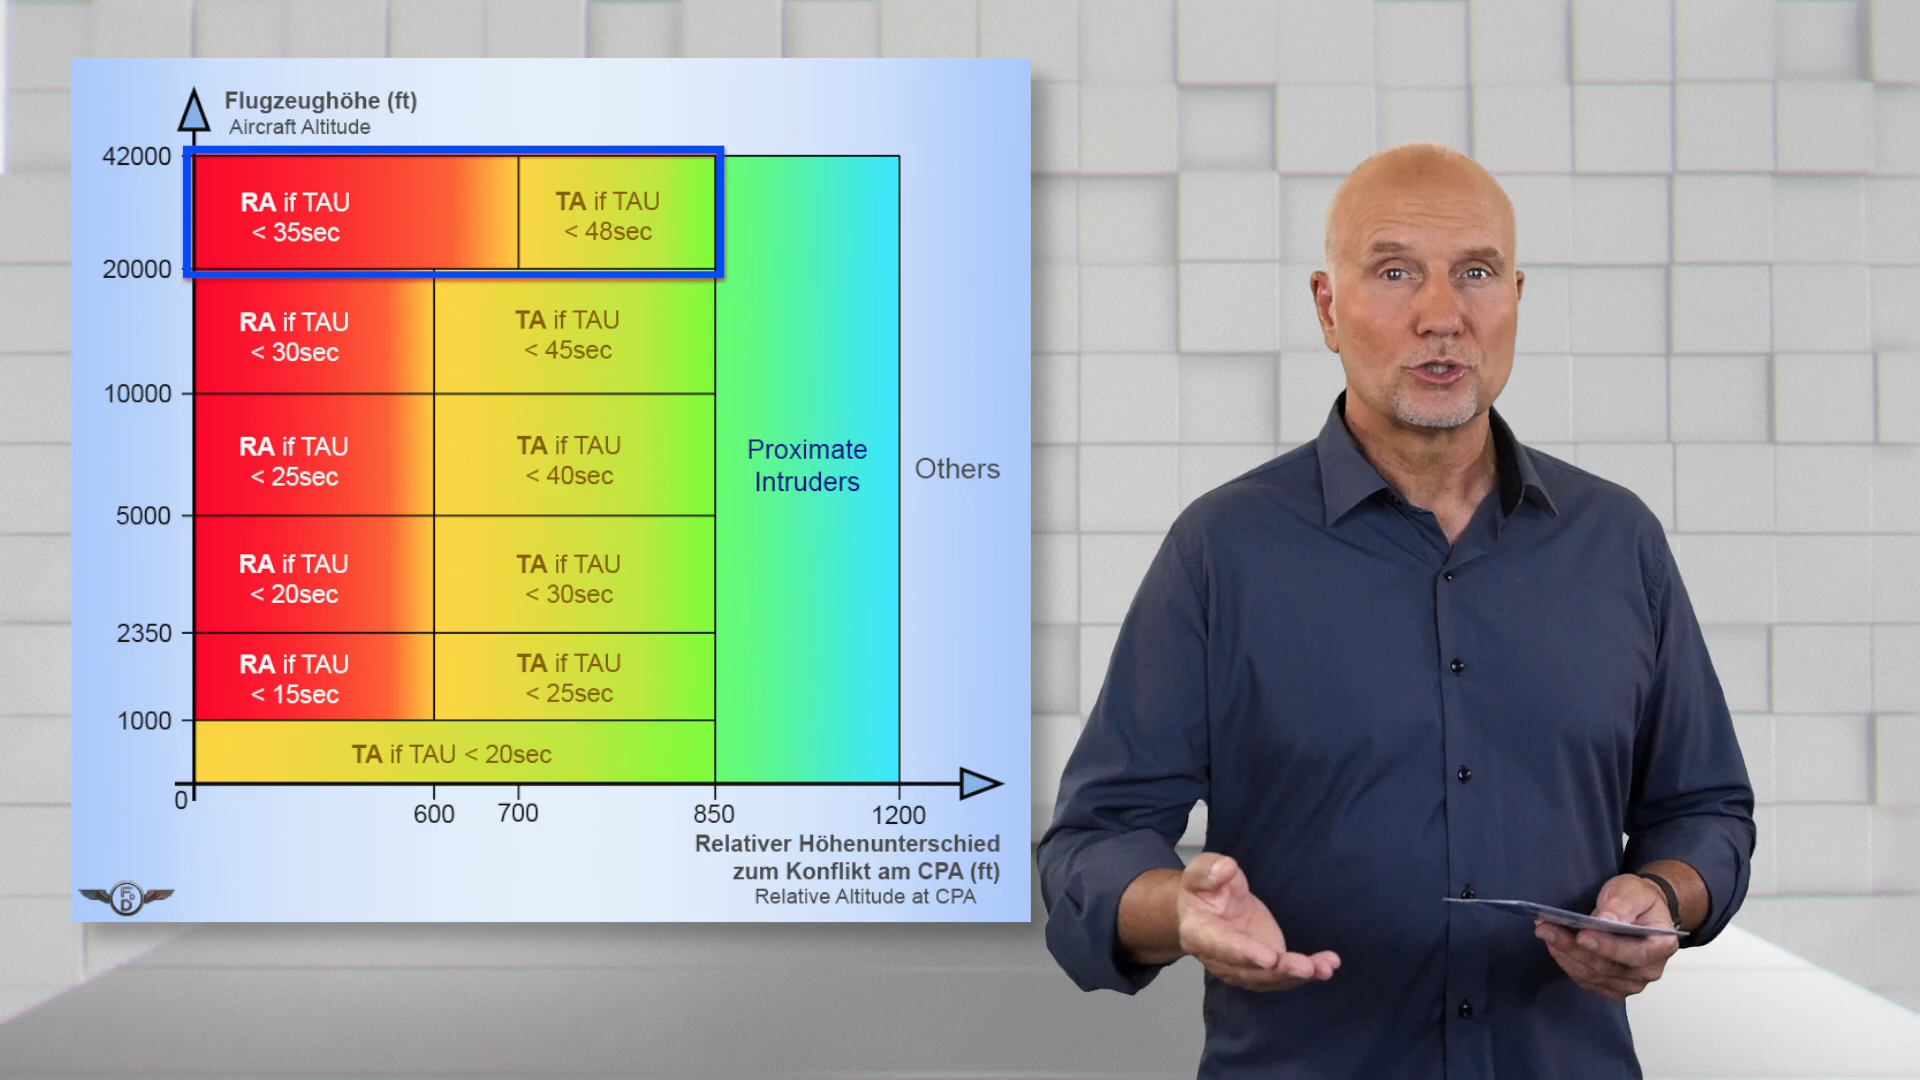 Flugzeughöhe (ft)
Aircraft Altitude
42000
RA if TAU
< 35sec
TA if TAU
< 48sec
20000
RA if TAU
< 30sec
TA if TAU
< 45sec
10000
RA if TAU
< 25sec
TA if TAU
< 40sec
Proximate
Intruders
Others
5000
RA if TAU
< 20sec
TA if TAU
< 30sec
2350
RA if TAU
< 15sec
TA if TAU
< 25sec
1000
TA if TAU < 20sec
0
600
700
850
1200
Relativer Höhenunterschied
zum Konflikt am CPA (ft)
Relative Altitude at CPA
FoD